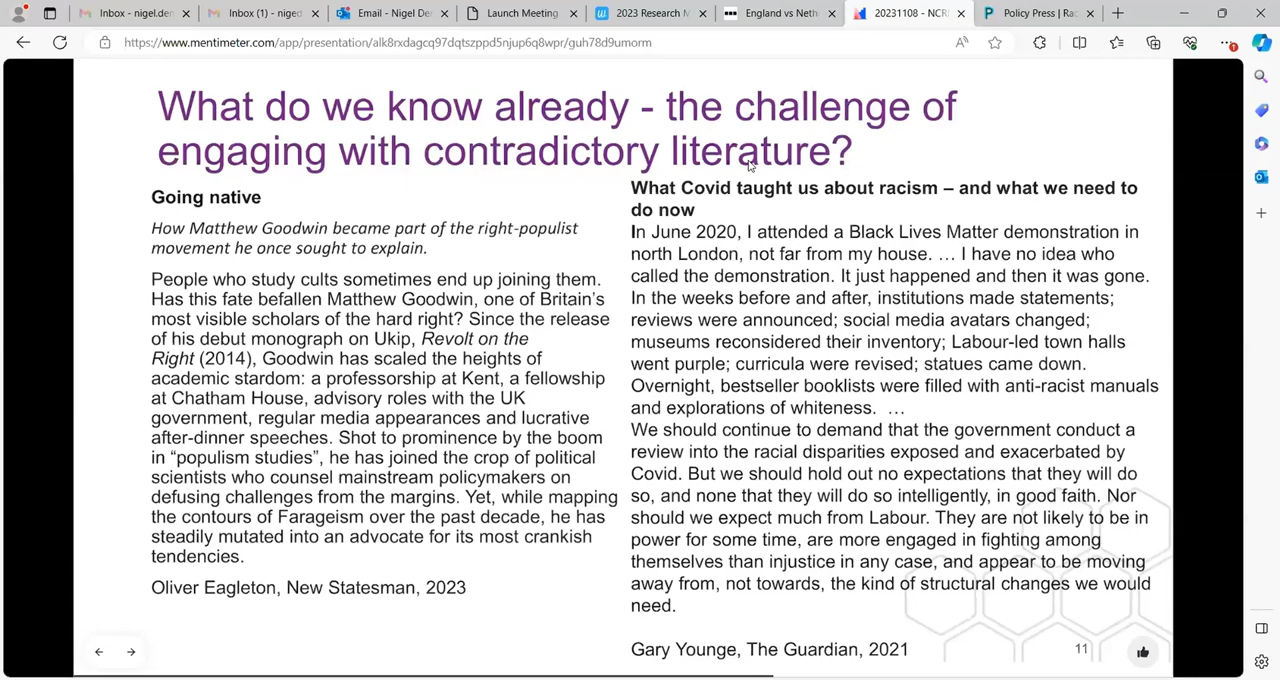 Inbox - nigel.der
Inbox (1) - niged
Email - Nigel De
Launch Meeting
2023 Research M
England vs Neth
20231108 - NCR
Policy Press | Rac
https://www.mentimeter.com/app/presentation/alk8rxdagcq97dqtszppd5njup6q8wpr/guh78d9umorm
What do we know already - the challenge of
engaging with contradictory literature?
Going native
How Matthew Goodwin became part of the right-populist
movement he once sought to explain.
People who study cults sometimes end up joining them.
Has this fate befallen Matthew Goodwin, one of Britain's
most visible scholars of the hard right? Since the release
of his debut monograph on Ukip, Revolt on the
Right (2014), Goodwin has scaled the heights of
academic stardom: a professorship at Kent, a fellowship
at Chatham House, advisory roles with the UK
government, regular media appearances and lucrative
after-dinner speeches. Shot to prominence by the boom
in “populism studies”, he has joined the crop of political
scientists who counsel mainstream policymakers on
defusing challenges from the margins. Yet, while mapping
the contours of Farageism over the past decade, he has
steadily mutated into an advocate for its most crankish
tendencies.
Oliver Eagleton, New Statesman, 2023
What Covid taught us about racism – and what we need to
do now
In June 2020, I attended a Black Lives Matter demonstration in
north London, not far from my house. … I have no idea who
called the demonstration. It just happened and then it was gone.
In the weeks before and after, institutions made statements;
reviews were announced; social media avatars changed;
museums reconsidered their inventory; Labour-led town halls
went purple; curricula were revised; statues came down.
Overnight, bestseller booklists were filled with anti-racist manuals
and explorations of whiteness. …
We should continue to demand that the government conduct a
review into the racial disparities exposed and exacerbated by
Covid. But we should hold out no expectations that they will do
so, and none that they will do so intelligently, in good faith. Nor
should we expect much from Labour. They are not likely to be in
power for some time, are more engaged in fighting among
themselves than injustice in any case, and appear to be moving
away from, not towards, the kind of structural changes we would
need.
Gary Younge, The Guardian, 2021
11